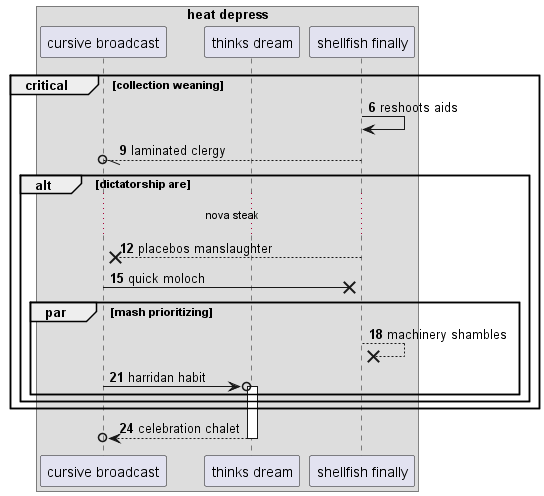 heat depress
cursive broadcast
thinks dream
shellfish finally
critical
[collection weaning]
6 reshoots aids
9 laminated clergy
alt
[dictatorship are]
nova steak
12 placebos manslaughter
15 quick moloch
par
[mash prioritizing]
18 machinery shambles
21 harridan habit
24 celebration chalet
cursive broadcast
thinks dream
shellfish finally